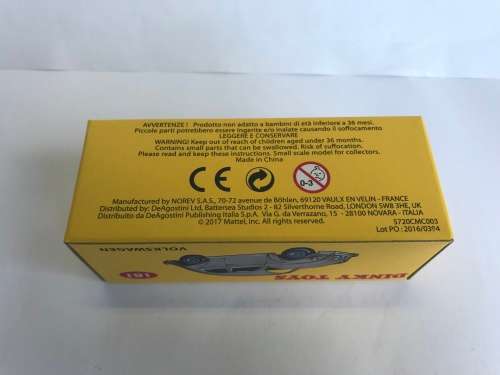 AVVERTENZE! Prodotto non adatto a bambini di età inferiore a 36 mesi.
Piccole parti potrebbero essere ingerite e/o inalate causando il soffocamento
LEGGERE E CONSERVARE
WARNING! Keep out of reach of children aged under 36 months.
Contains small parts that can be swallowed. Risk of suffocation.
Please read and keep these instructions. Small scale model for collectors.
Made in China
CE
0-3
Manufactured by NOREV S.A.S., 70-72 avenue de Böhlen, 69120 VAULX EN VELIN - FRANCE
Distributed by: DeAgostini Ltd, Battersea Studios 2 - 82 Silverthorne Road, LONDON SW8 3HE, UK
Distribuito da DeAgostini Publishing Italia S.p.A. Via G. da Verrazano, 15 - 28100 NOVARA - ITALIA
© 2017 Mattel, Inc. All rights reserved.
5720CMC003
Lot PO: 2016/0394
DINKY TOYS
181
VOLKSWAGEN